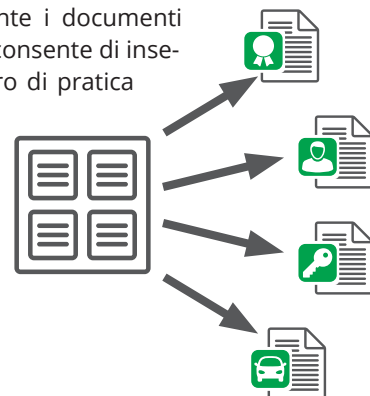 nte i documenti
consente di inse-
ro di pratica